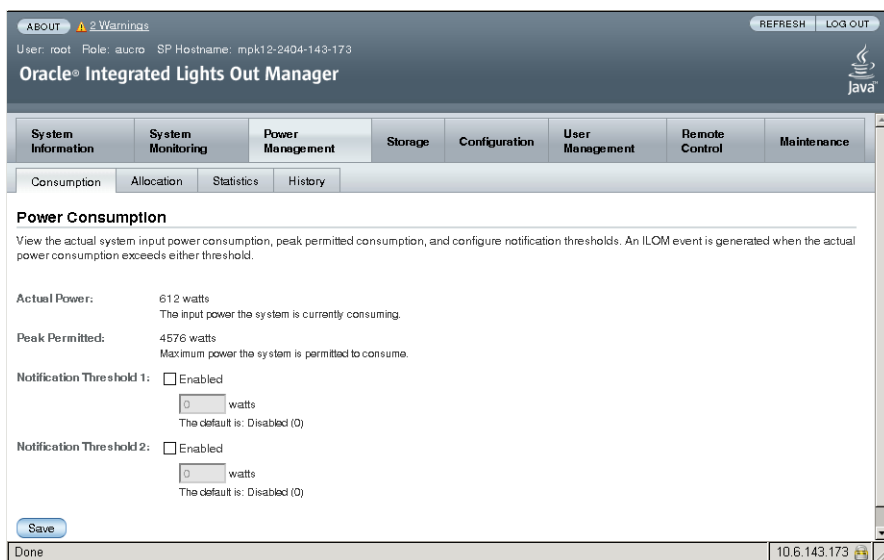 ABOUT 2 Warnings REFRESH LOG OUT
User: root Role: aucro SP Hostname: mpk12-2404-143-173
Oracle® Integrated Lights Out Manager
Java™
System Information System Monitoring Power Management Storage Configuration User Management Remote Control Maintenance
Consumption Allocation Statistics History
Power Consumption
View the actual system input power consumption, peak permitted consumption, and configure notification thresholds. An ILOM event is generated when the actual
power consumption exceeds either threshold.
Actual Power: 612 watts
The input power the system is currently consuming.
Peak Permitted: 4576 watts
Maximum power the system is permitted to consume.
Notification Threshold 1: Enabled
0 watts
The default is: Disabled (0)
Notification Threshold 2: Enabled
0 watts
The default is: Disabled (0)
Save
Done 10.6.143.173